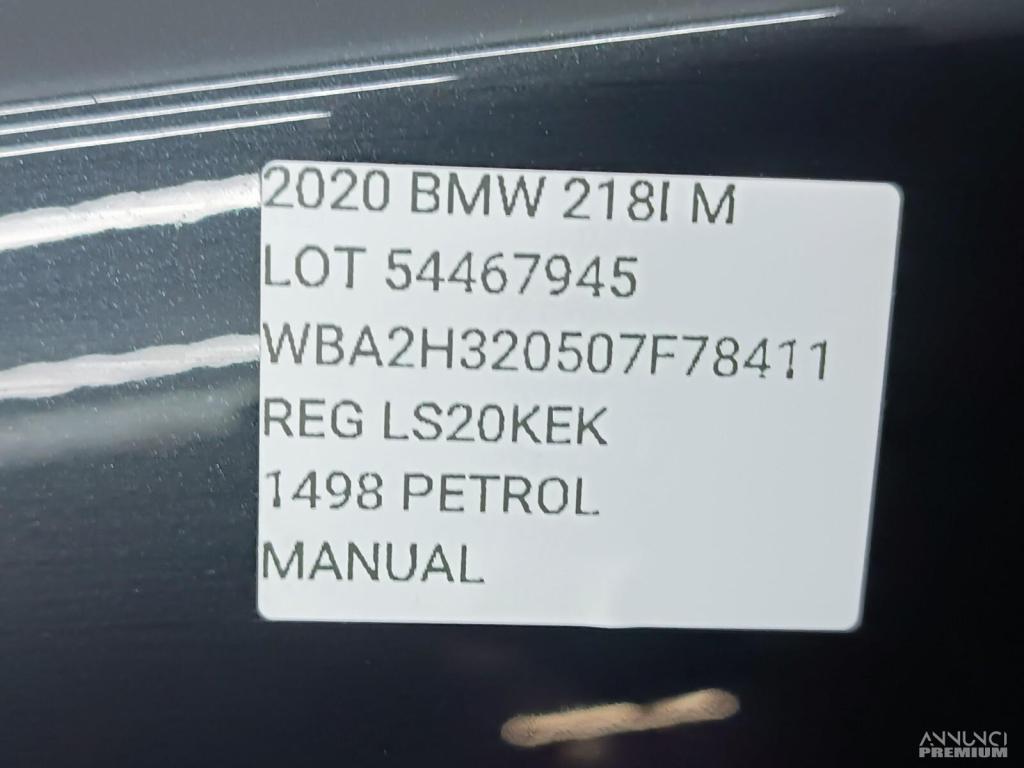 2020 BMW 218I M
LOT 54467945
WBA2H320507F78411
REG LS20KEK
1498 PETROL
MANUAL
ANNUNCI
PREMIUM